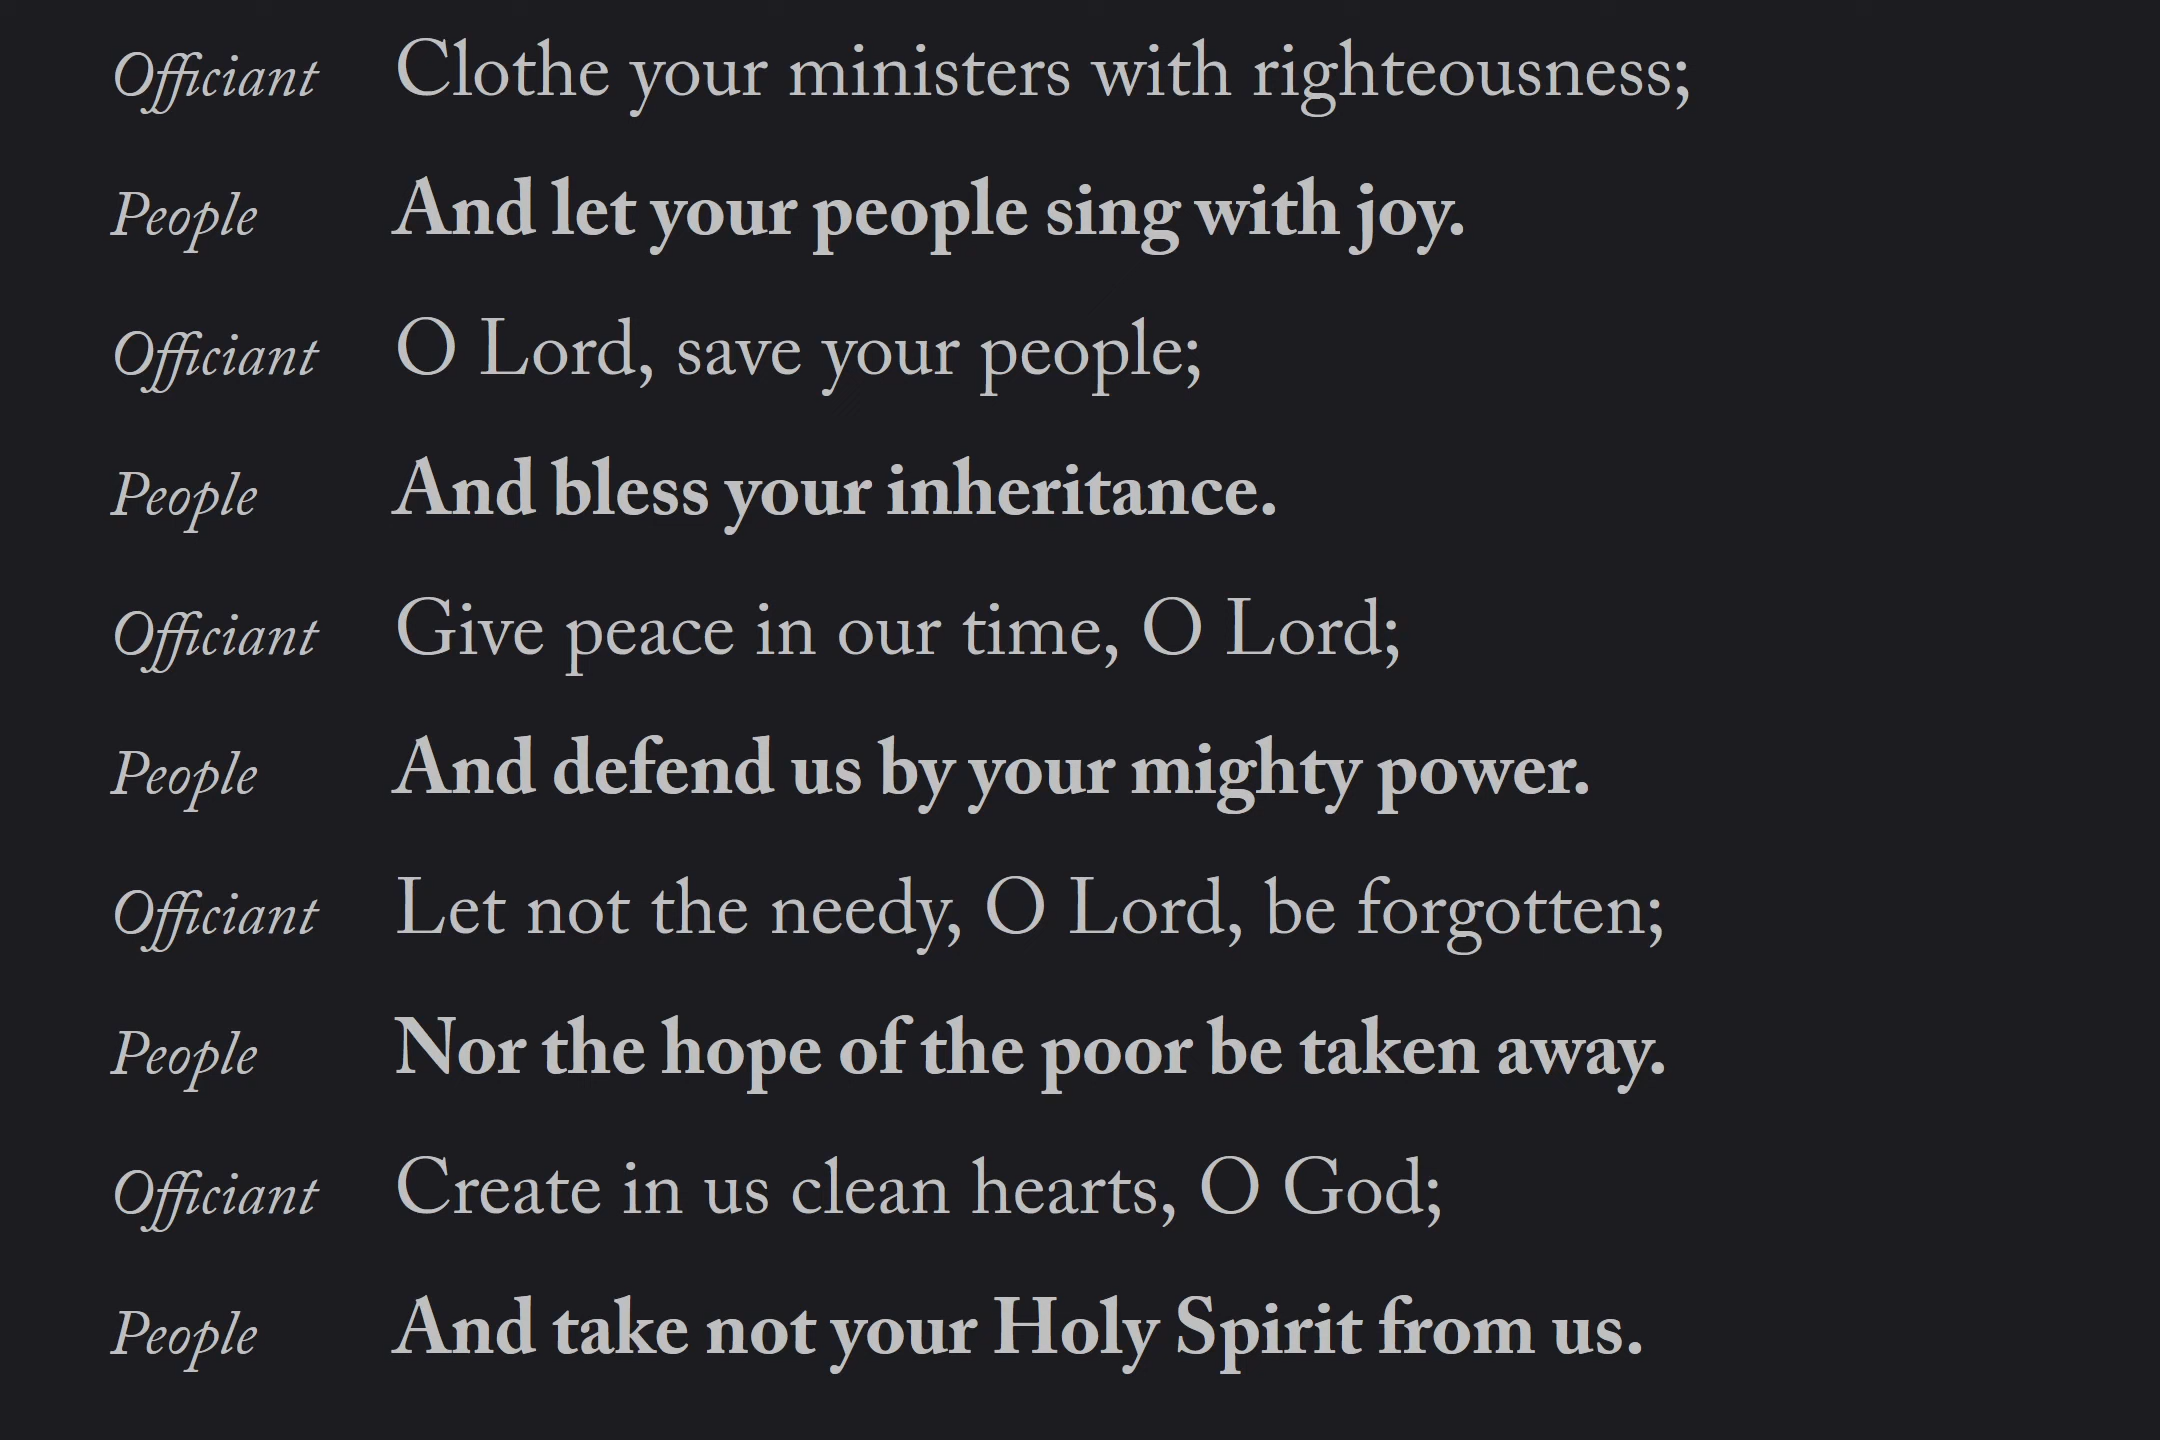 Officiant Clothe your ministers with righteousness;
People And let your people sing with joy.
Officiant O Lord, save your people;
People And bless your inheritance.
Officiant Give peace in our time, O Lord;
People And defend us by your mighty power.
Officiant Let not the needy, O Lord, be forgotten;
People Nor the hope of the poor be taken away.
Officiant Create in us clean hearts, O God;
People And take not your Holy Spirit from us.